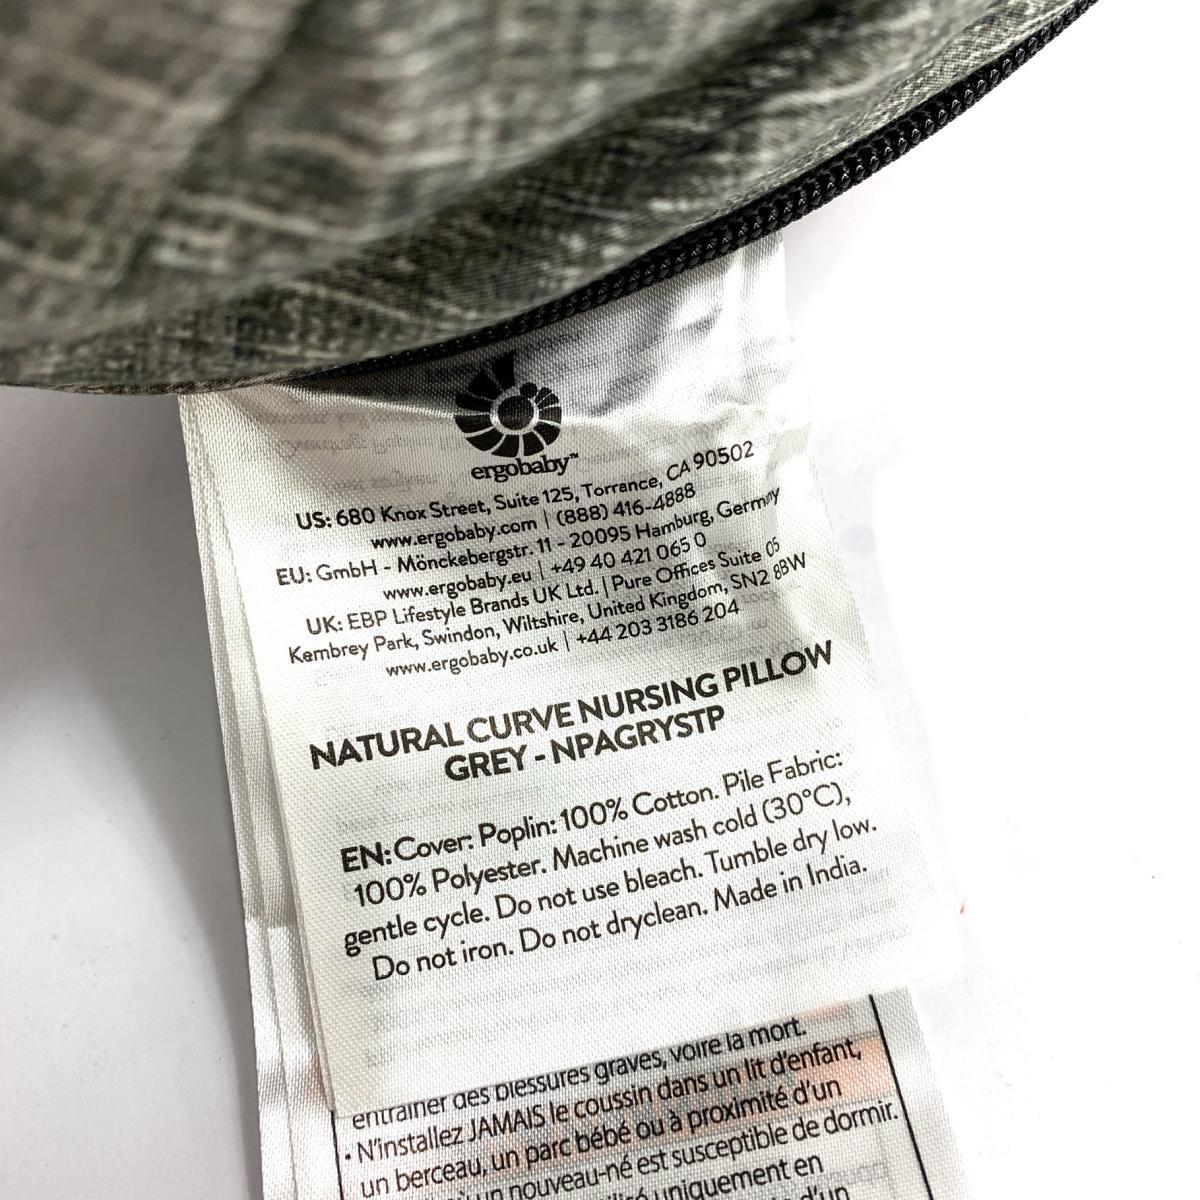 ergobaby™
US: 680 Knox Street, Suite 125, Torrance, CA 90502
www.ergobaby.com | (888) 416-4888
EU: GmbH - Mönckebergstr. 11 - 20095 Hamburg, Germany
www.ergobaby.eu | +49 40 421 065 0
UK: EBP Lifestyle Brands UK Ltd. | Pure Offices Suite 05
Kembrey Park, Swindon, Wiltshire, United Kingdom, SN2 8BW
www.ergobaby.co.uk | +44 203 3186 204
NATURAL CURVE NURSING PILLOW
GREY - NPAGRYSTP
EN: Cover: Poplin: 100% Cotton. Pile Fabric:
100% Polyester. Machine wash cold (30°C),
gentle cycle. Do not use bleach. Tumble dry low.
Do not iron. Do not dryclean. Made in India.
entraîner des blessures graves, voire la mort.
• N'installez JAMAIS le coussin dans un lit d'enfant,
un berceau, un parc bébé ou à proximité d'un
un nouveau-né est susceptible de dormir.
uniquement en
d'un